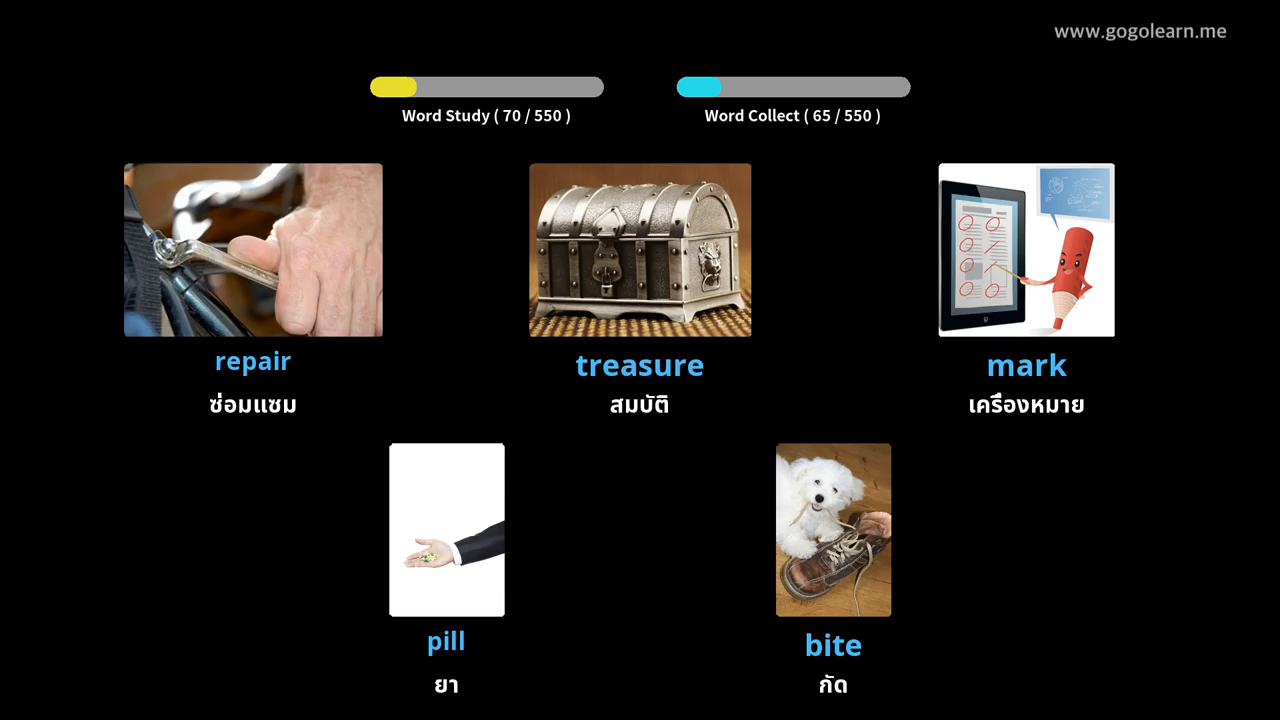 www.gogolearn.me
Word Study ( 70 / 550 )
Word Collect ( 65 / 550 )
repair
treasure
mark
ซ่อมแซม
สมบัติ
เครื่องหมาย
pill
bite
ยา
กัด